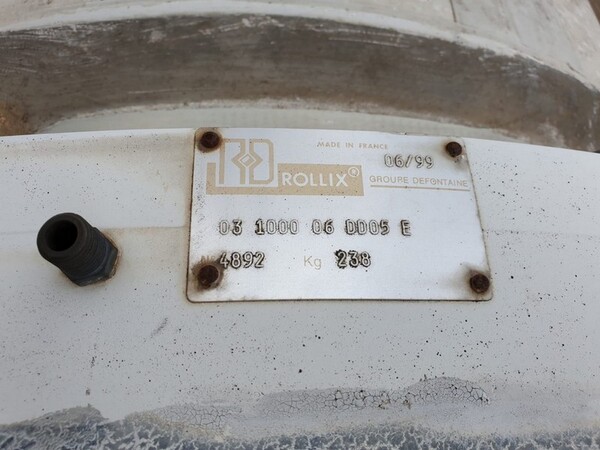 MADE IN FRANCE
06/99
ROLLIX®
GROUPE DEFONTAINE
03 1000 06 DD05 E
N° 4892 Kg 238